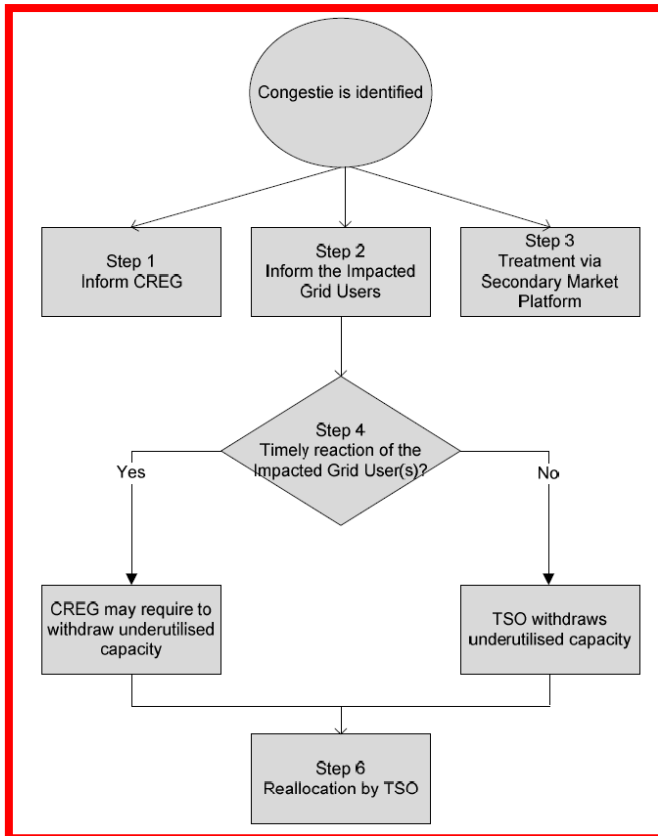 Congestie is identified
Step 1
Inform CREG
Step 2
Inform the Impacted
Grid Users
Step 3
Treatment via
Secondary Market
Platform
Step 4
Timely reaction of the
Impacted Grid User(s)?
Yes
No
CREG may require to
withdraw underutilised
capacity
TSO withdraws
underutilised capacity
Step 6
Reallocation by TSO